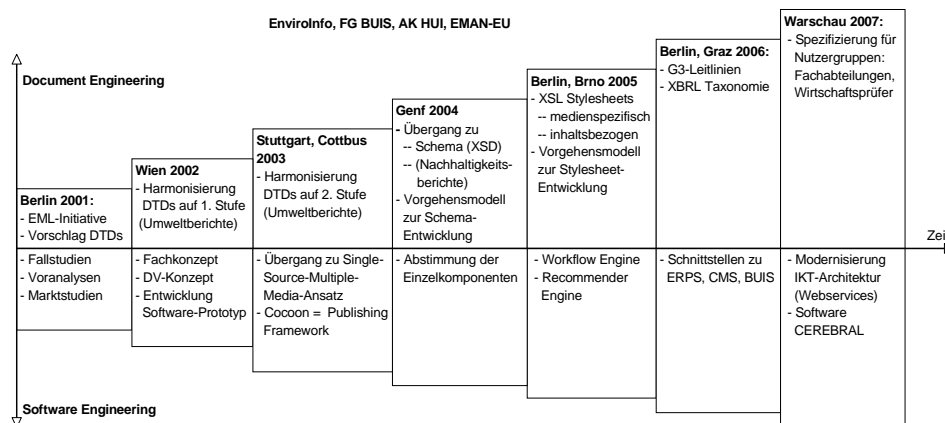 EnviroInfo, FG BUIS, AK HUI, EMAN-EU
Document Engineering
Berlin 2001:
- EML-Initiative
- Vorschlag DTDs
Wien 2002
- Harmonisierung
DTDs auf 1. Stufe
(Umweltberichte)
Stuttgart, Cottbus
2003
- Harmonisierung
DTDs auf 2. Stufe
(Umweltberichte)
Genf 2004
- Übergang zu
-- Schema (XSD)
-- (Nachhaltigkeits-
berichte)
- Vorgehensmodell
zur Schema-
Entwicklung
Berlin, Brno 2005
- XSL Stylesheets
-- medienspezifisch
-- inhaltsbezogen
- Vorgehensmodell
zur Stylesheet-
Entwicklung
Berlin, Graz 2006:
- G3-Leitlinien
- XBRL Taxonomie
Warschau 2007:
- Spezifizierung für
Nutzergruppen:
Fachabteilungen,
Wirtschaftsprüfer
Zeit
- Fallstudien
- Voranalysen
- Marktstudien
- Fachkonzept
- DV-Konzept
- Entwicklung
Software-Prototyp
- Übergang zu Single-
Source-Multiple-
Media-Ansatz
- Cocoon = Publishing
Framework
- Abstimmung der
Einzelkomponenten
- Workflow Engine
- Recommender
Engine
- Schnittstellen zu
ERPS, CMS, BUIS
- Modernisierung
IKT-Architektur
(Webservices)
- Software
CEREBRAL
Software Engineering